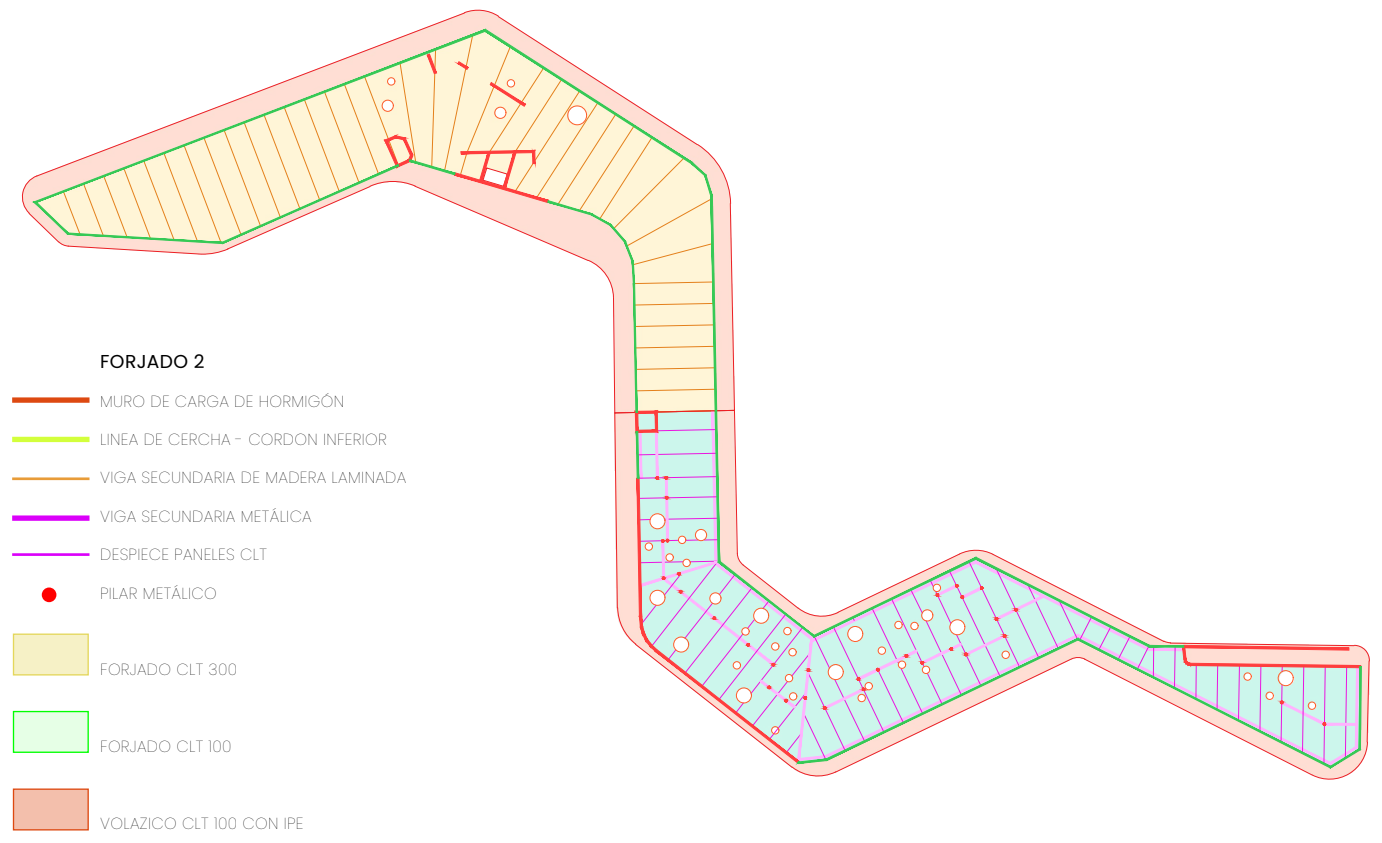 FORJADO 2
MURO DE CARGA DE HORMIGÓN
LINEA DE CERCHA - CORDON INFERIOR
VIGA SECUNDARIA DE MADERA LAMINADA
VIGA SECUNDARIA METÁLICA
DESPIECE PANELES CLT
PILAR METÁLICO
FORJADO CLT 300
FORJADO CLT 100
VOLAZICO CLT 100 CON IPE